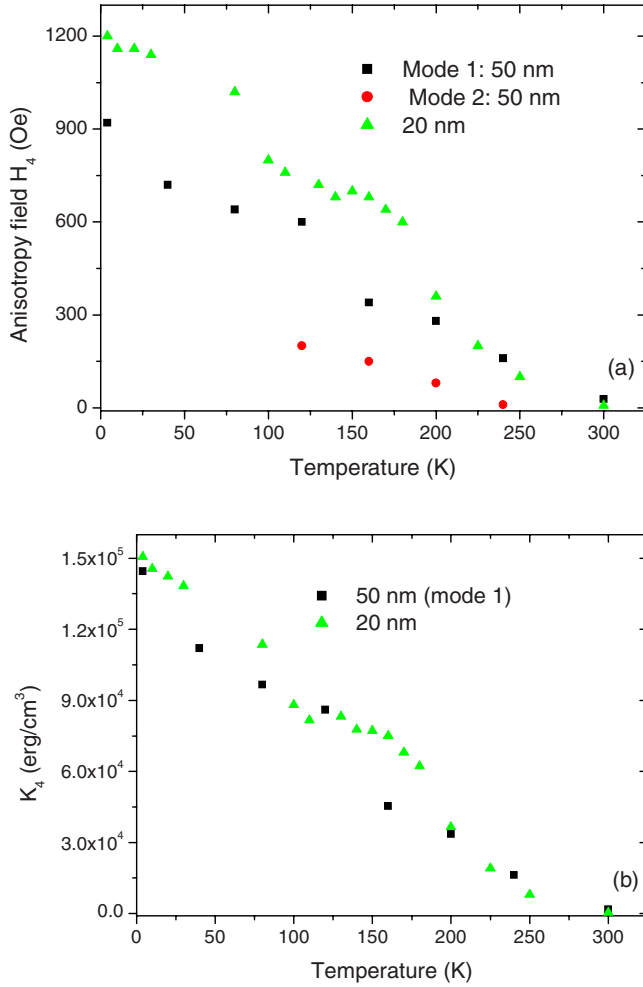 1200
900
600
300
0
Anisotropy field H4 (Oe)
Mode 1: 50 nm
Mode 2: 50 nm
20 nm
(a)
0 50 100 150 200 250 300
Temperature (K)
1.5x10^5
1.2x10^5
9.0x10^4
6.0x10^4
3.0x10^4
0.0
K4 (erg/cm^3)
50 nm (mode 1)
20 nm
(b)
0 50 100 150 200 250 300
Temperature (K)